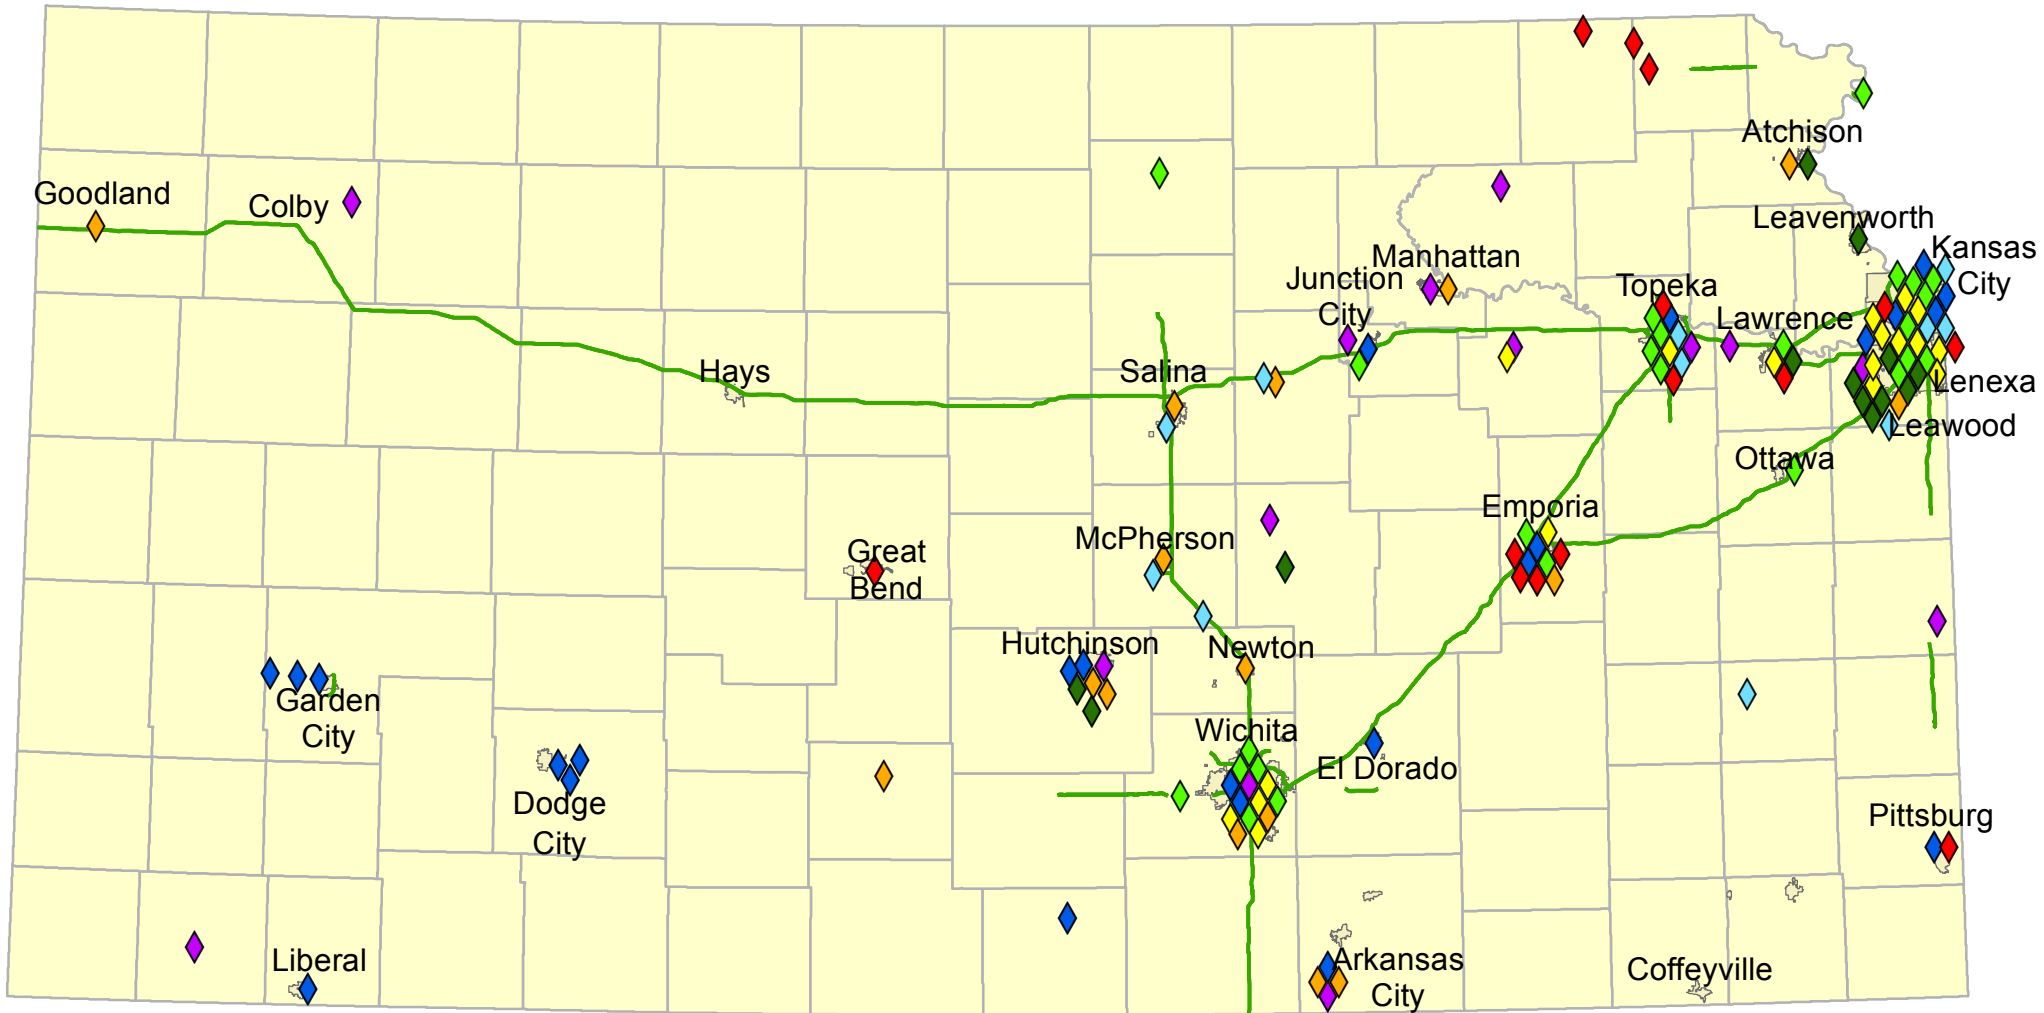 Atchison
Goodland
Colby
Leavenworth
Kansas
City
Manhattan
Junction
City
Topeka
Lawrence
Hays
Salina
Lenexa
Leawood
Ottawa
Emporia
McPherson
Great
Bend
Hutchinson
Newton
Garden
City
Wichita
El Dorado
Dodge
City
Pittsburg
Liberal
Arkansas
City
Coffeyville